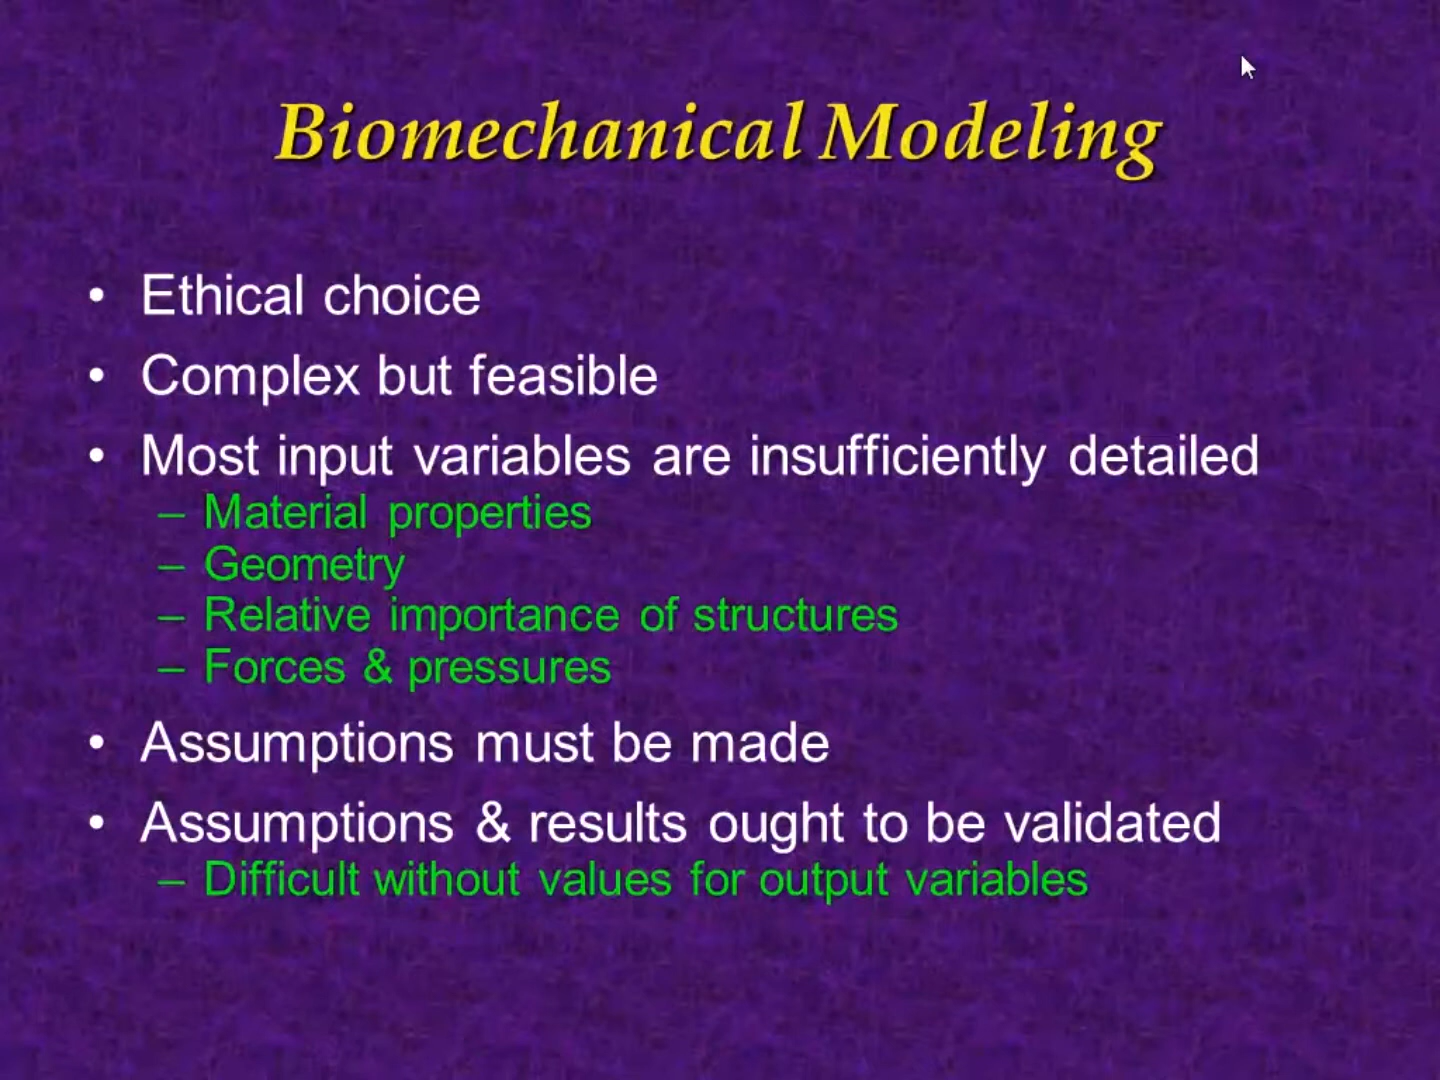 Biomechanical Modeling
• Ethical choice
• Complex but feasible
• Most input variables are insufficiently detailed
– Material properties
– Geometry
– Relative importance of structures
– Forces & pressures
• Assumptions must be made
• Assumptions & results ought to be validated
– Difficult without values for output variables